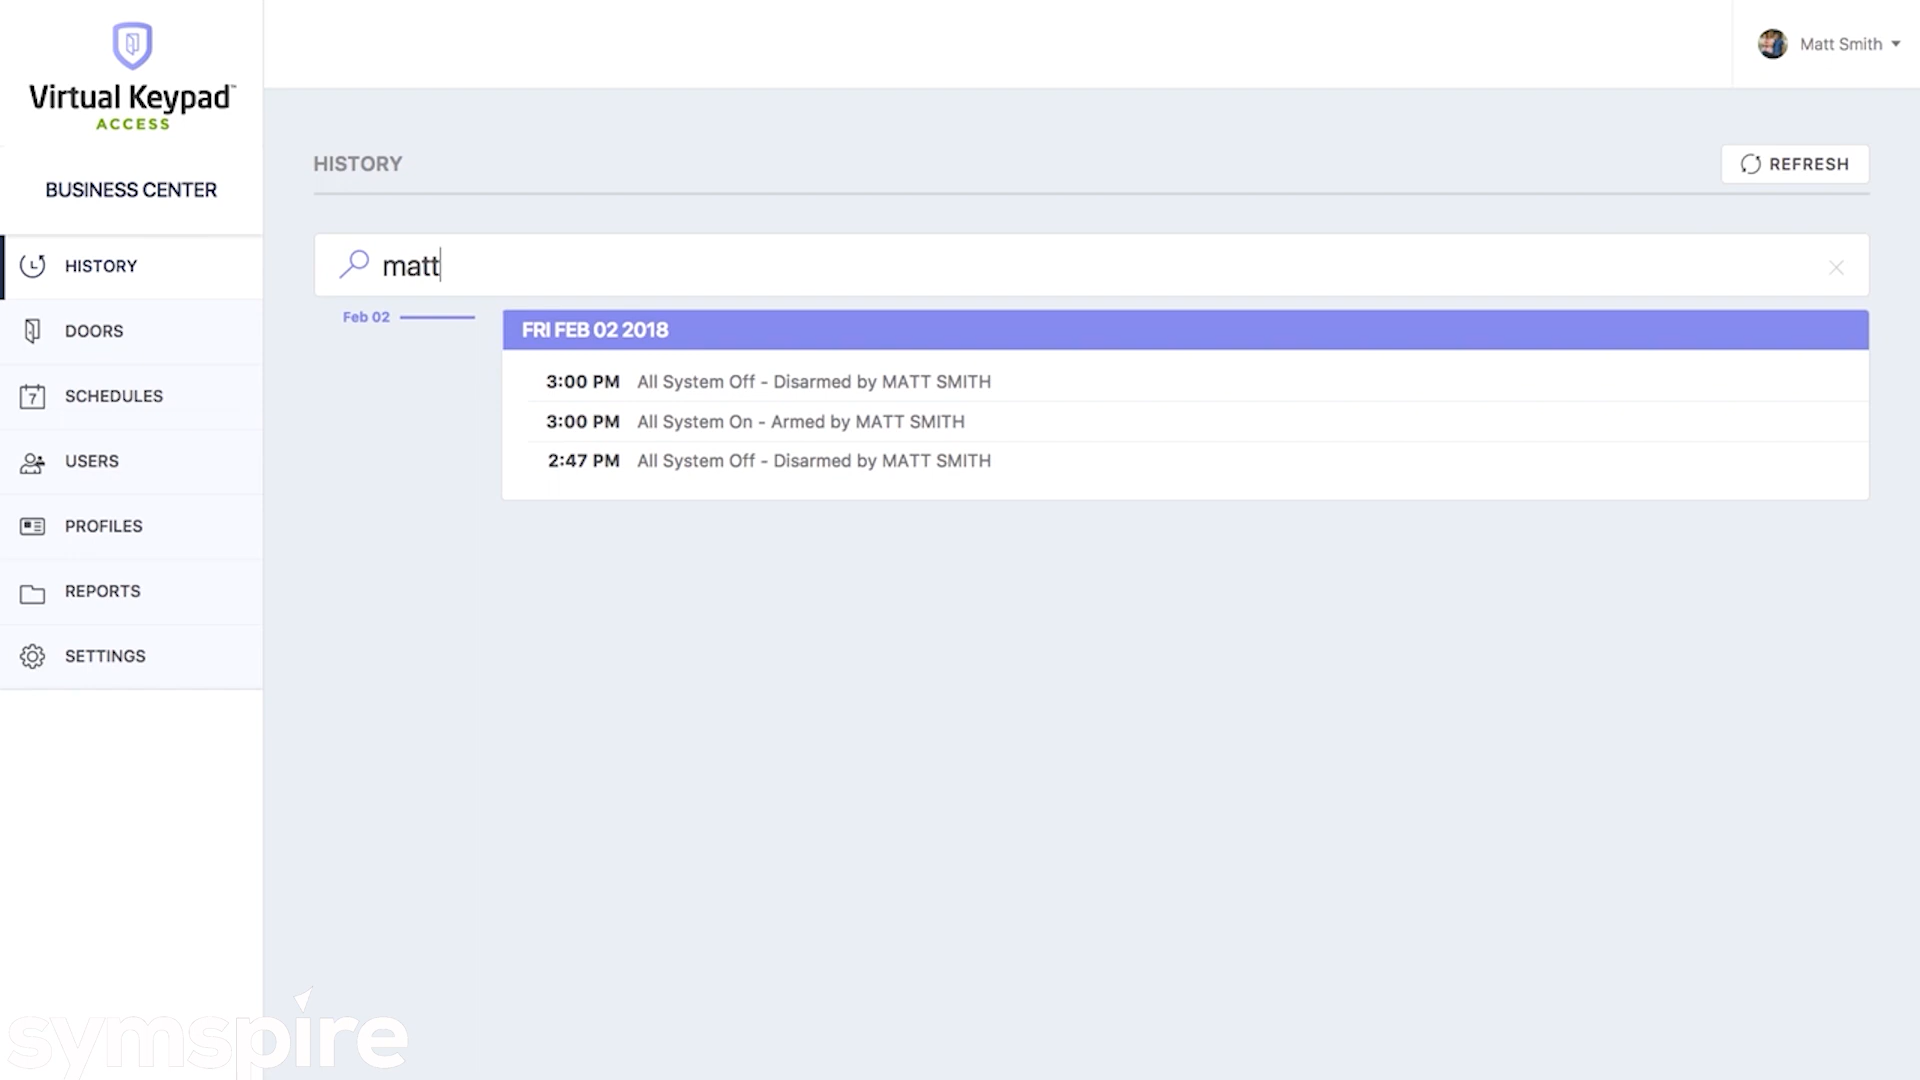 Virtual Keypad™
ACCESS
BUSINESS CENTER
HISTORY
DOORS
7
SCHEDULES
USERS
PROFILES
REPORTS
SETTINGS
Matt Smith
HISTORY
REFRESH
matt
Feb 02
FRI FEB 02 2018
3:00 PM All System Off - Disarmed by MATT SMITH
3:00 PM All System On - Armed by MATT SMITH
2:47 PM All System Off - Disarmed by MATT SMITH
symspire